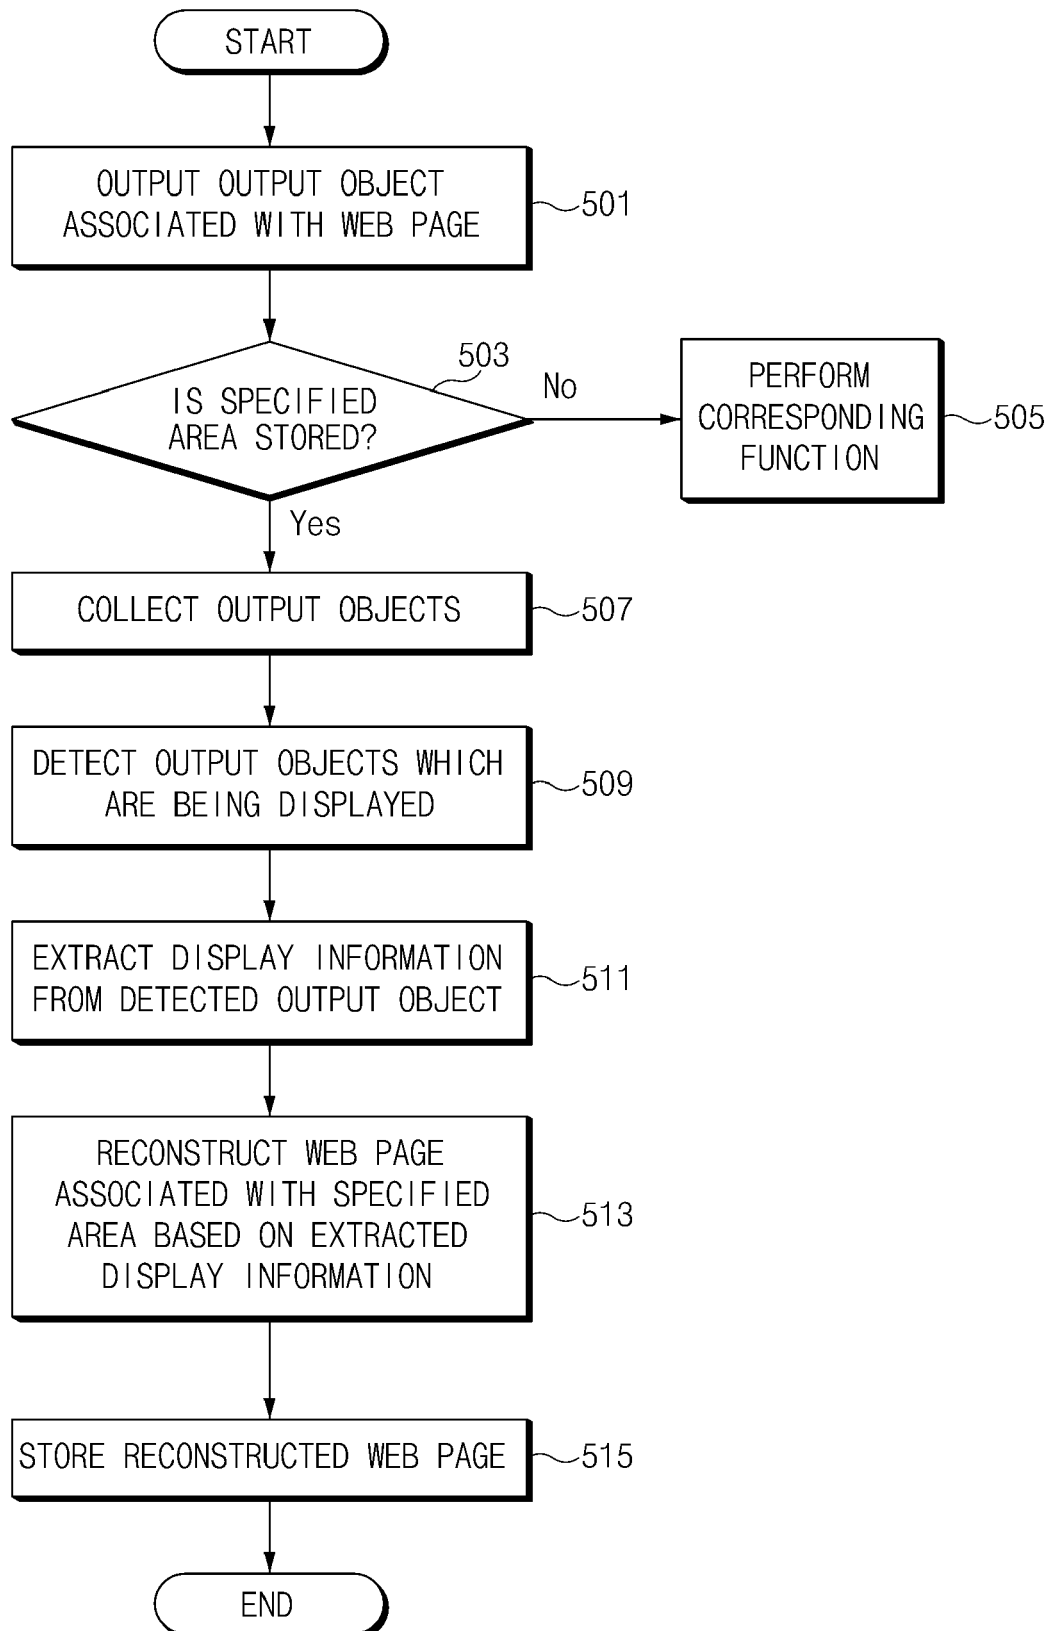 START
OUTPUT OUTPUT OBJECT
ASSOCIATED WITH WEB PAGE
501
503
IS SPECIFIED
AREA STORED?
No
PERFORM
CORRESPONDING
FUNCTION
505
Yes
COLLECT OUTPUT OBJECTS
507
DETECT OUTPUT OBJECTS WHICH
ARE BEING DISPLAYED
509
EXTRACT DISPLAY INFORMATION
FROM DETECTED OUTPUT OBJECT
511
RECONSTRUCT WEB PAGE
ASSOCIATED WITH SPECIFIED
AREA BASED ON EXTRACTED
DISPLAY INFORMATION
513
STORE RECONSTRUCTED WEB PAGE
515
END